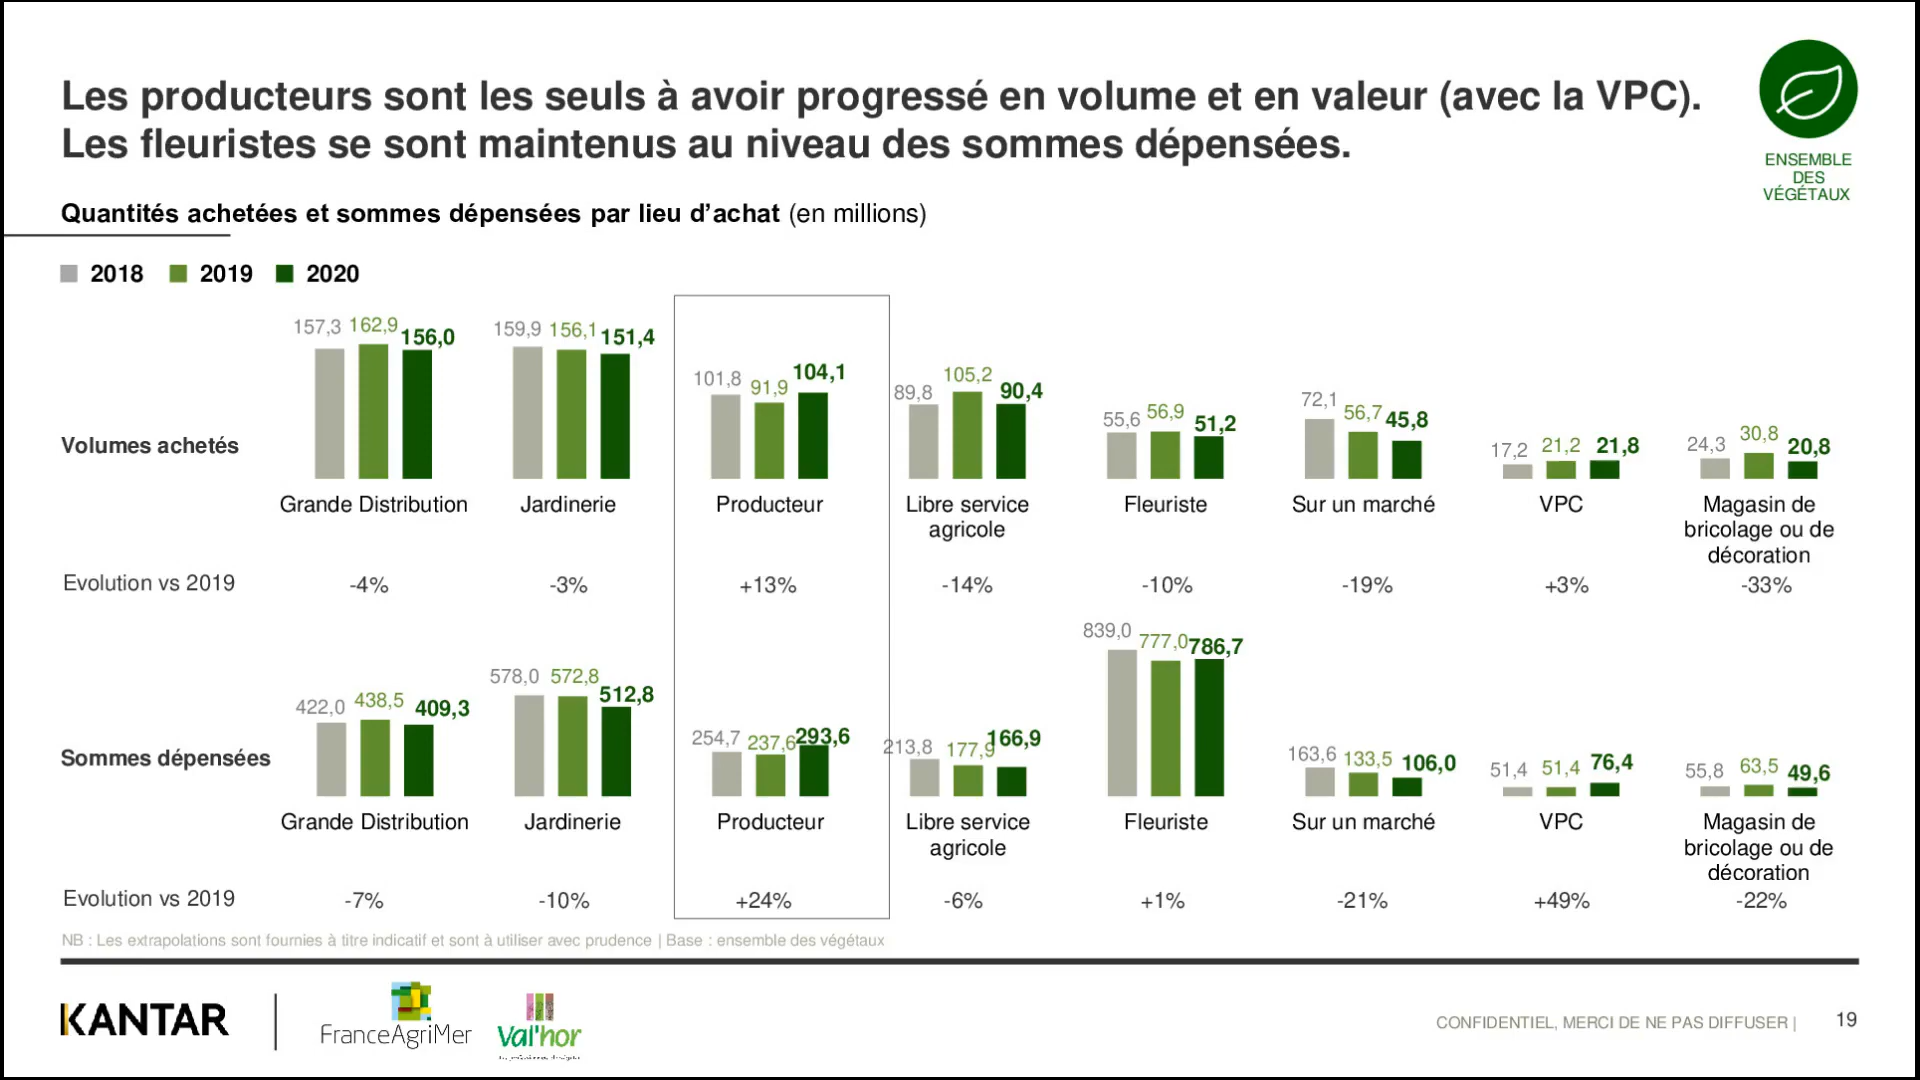 Les producteurs sont les seuls à avoir progressé en volume et en valeur (avec la VPC).
Les fleuristes se sont maintenus au niveau des sommes dépensées.
ENSEMBLE
DES
VÉGÉTAUX
Quantités achetées et sommes dépensées par lieu d’achat (en millions)
2018 2019 2020
157,3 162,9 156,0 159,9 156,1 151,4 101,8 91,9 104,1 89,8 105,2 90,4 55,6 56,9 51,2 72,1 56,7 45,8 17,2 21,2 21,8 24,3 30,8 20,8
Volumes achetés
Grande Distribution Jardinerie Producteur Libre service Fleuriste Sur un marché VPC Magasin de
agricole bricolage ou de
décoration
Evolution vs 2019 -4% -3% +13% -14% -10% -19% +3% -33%
422,0 438,5 409,3 578,0 572,8 512,8 254,7 237,6 293,6 213,8 177,9 166,9 839,0 777,0 786,7 163,6 133,5 106,0 51,4 51,4 76,4 55,8 63,5 49,6
Sommes dépensées
Grande Distribution Jardinerie Producteur Libre service Fleuriste Sur un marché VPC Magasin de
agricole bricolage ou de
décoration
Evolution vs 2019 -7% -10% +24% -6% +1% -21% +49% -22%
NB : Les extrapolations sont fournies à titre indicatif et sont à utiliser avec prudence | Base : ensemble des végétaux
KANTAR FranceAgriMer Val'hor
CONFIDENTIEL, MERCI DE NE PAS DIFFUSER | 19